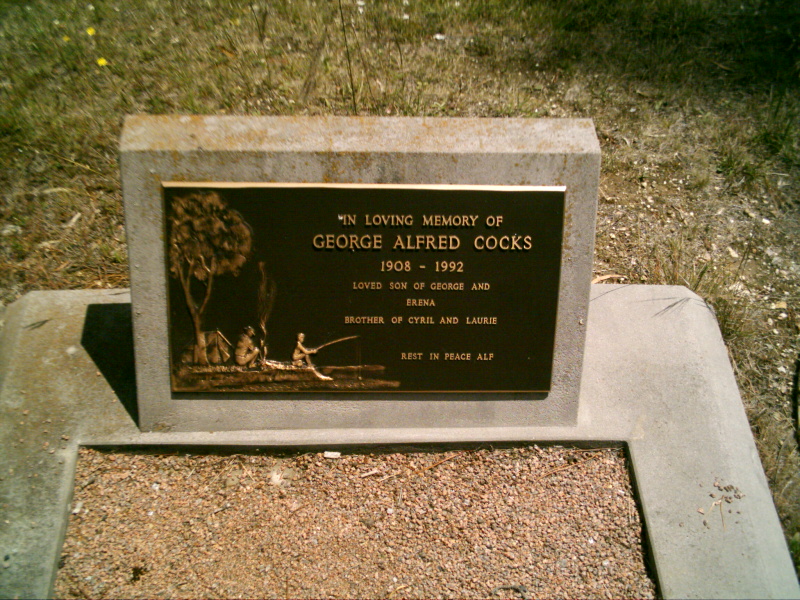 IN LOVING MEMORY OF
GEORGE ALFRED COCKS
1908 - 1992
LOVED SON OF GEORGE AND
ERENA
BROTHER OF CYRIL AND LAURIE
REST IN PEACE ALF